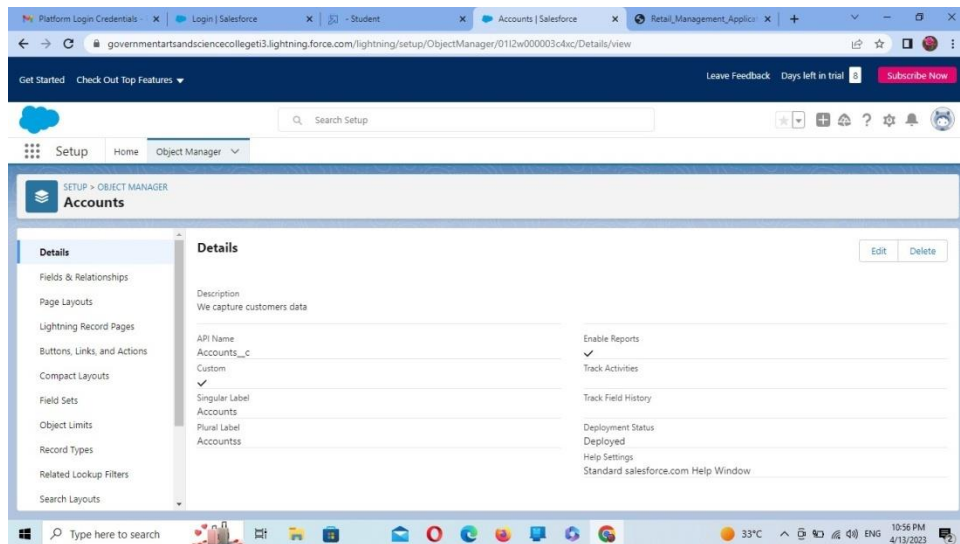 Platform Login Credentials -
Login | Salesforce
- Student
Accounts | Salesforce
Retail_Management_Applicat
governmentartsandsciencecollegeti3.lightning.force.com/lightning/setup/ObjectManager/01I2w000003c4xc/Details/view
Get Started Check Out Top Features
Leave Feedback Days left in trial 8 Subscribe Now
Search Setup
Setup Home Object Manager
SETUP > OBJECT MANAGER
Accounts
Details
Fields & Relationships
Page Layouts
Lightning Record Pages
Buttons, Links, and Actions
Compact Layouts
Field Sets
Object Limits
Record Types
Related Lookup Filters
Search Layouts
Details
Edit Delete
Description
We capture customers data
API Name
Accounts__c
Custom
Singular Label
Accounts
Plural Label
Accountss
Enable Reports
Track Activities
Track Field History
Deployment Status
Deployed
Help Settings
Standard salesforce.com Help Window
Type here to search
33°C
ENG
10:56 PM
4/13/2023